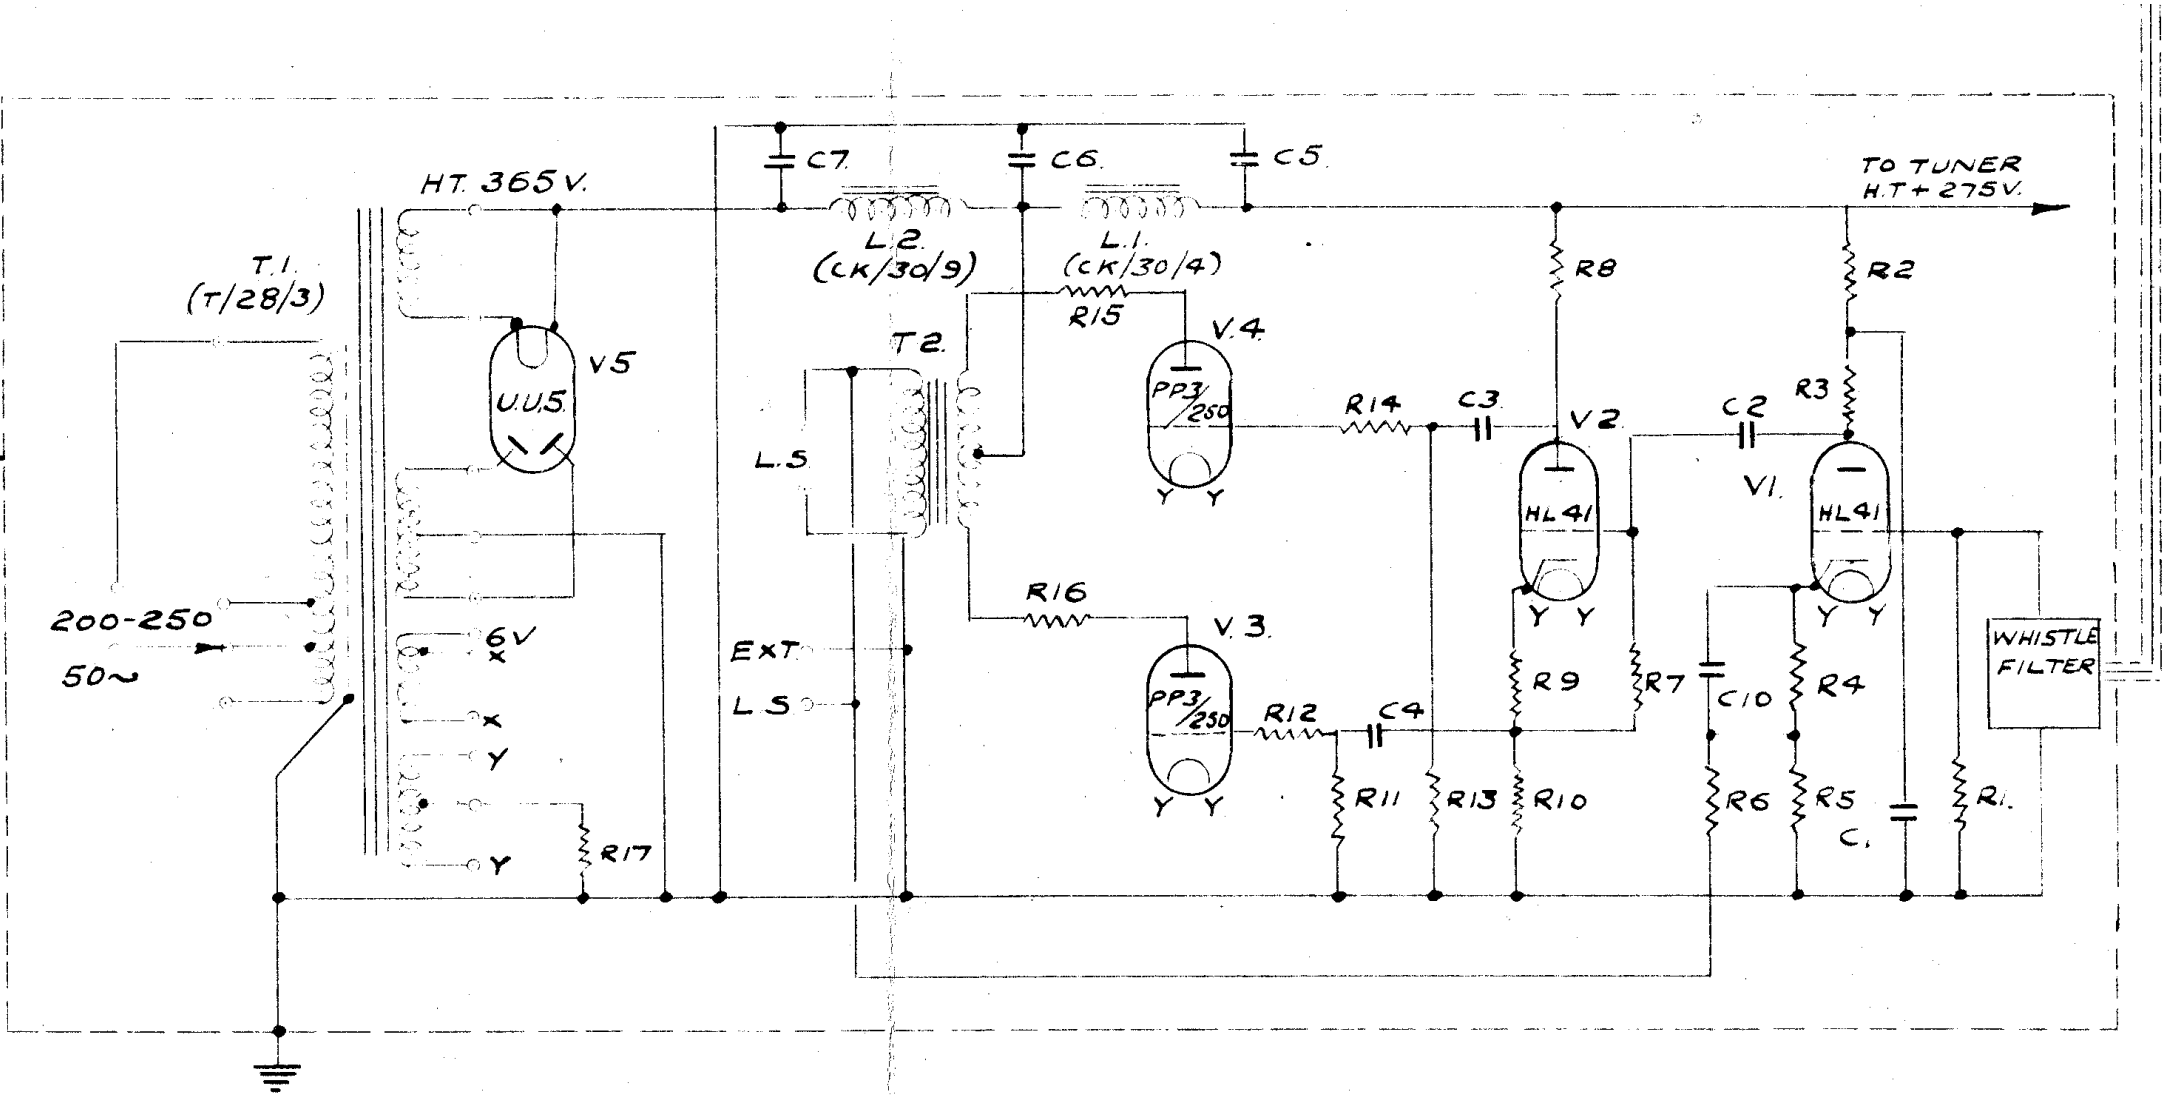 HT. 365 V.
C7.
C6.
C5.
TO TUNER
H.T + 275 V.
T.1.
(T/28/3)
L.2.
(CK/30/9)
L.1.
(CK/30/4)
R15
R8
R2
V5
U.U.5.
T2.
V.4.
PP3/
250
R14
C3
V2
C2
R3
L.S.
V1.
HL41
HL41
Y Y
200-250
50~
6V
X
X
Y
Y
R17
EXT.
L.S.
R16
V.3.
PP3/
250
Y Y
R12
C4
R9
R7
Y Y
Y Y
C10
R4
WHISTLE
FILTER
R11
R13
R10
R6
R5
C1
R1.